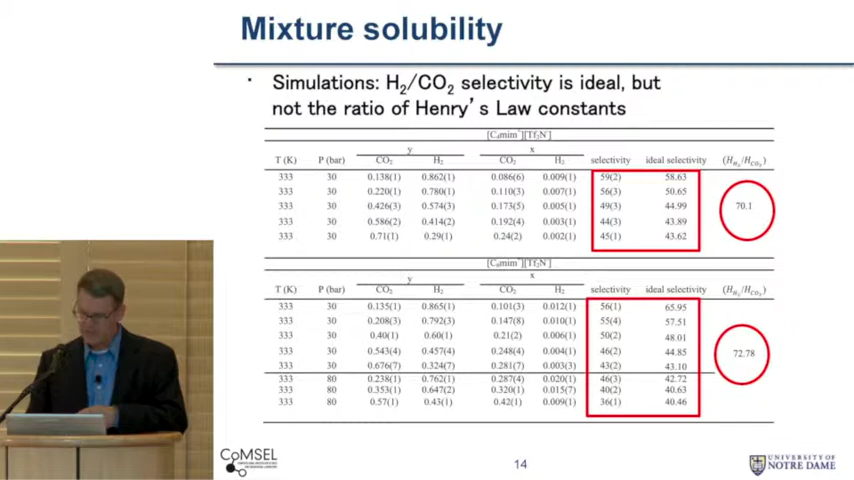 Mixture solubility
· Simulations: H₂/CO₂ selectivity is ideal, but
not the ratio of Henry's Law constants
[C₄mim⁺][Tf₂N⁻]
y x
T (K) P (bar) CO₂ H₂ CO₂ H₂ selectivity ideal selectivity (H_H₂/H_CO₂)
333 30 0.138(1) 0.862(1) 0.086(6) 0.009(1) 59(2) 58.63
333 30 0.220(1) 0.780(1) 0.110(3) 0.007(1) 56(3) 50.65
333 30 0.426(3) 0.574(3) 0.173(5) 0.005(1) 49(3) 44.99 70.1
333 30 0.586(2) 0.414(2) 0.192(4) 0.003(1) 44(3) 43.89
333 30 0.71(1) 0.29(1) 0.24(2) 0.002(1) 45(1) 43.62
y x
T (K) P (bar) CO₂ H₂ CO₂ H₂ selectivity ideal selectivity (H_H₂/H_CO₂)
333 30 0.135(1) 0.865(1) 0.101(3) 0.012(1) 56(1) 65.95
333 30 0.208(3) 0.792(3) 0.147(8) 0.010(1) 55(4) 57.51
333 30 0.40(1) 0.60(1) 0.21(2) 0.006(1) 50(2) 48.01
333 30 0.543(4) 0.457(4) 0.248(4) 0.004(1) 46(2) 44.85 72.78
333 30 0.676(7) 0.324(7) 0.281(7) 0.003(3) 43(2) 43.10
333 80 0.238(1) 0.762(1) 0.287(4) 0.020(1) 46(3) 42.72
333 80 0.353(1) 0.647(2) 0.320(1) 0.015(7) 40(2) 40.63
333 80 0.57(1) 0.43(1) 0.42(1) 0.009(1) 36(1) 40.46
CoMSEL
14
UNIVERSITY OF
NOTRE DAME